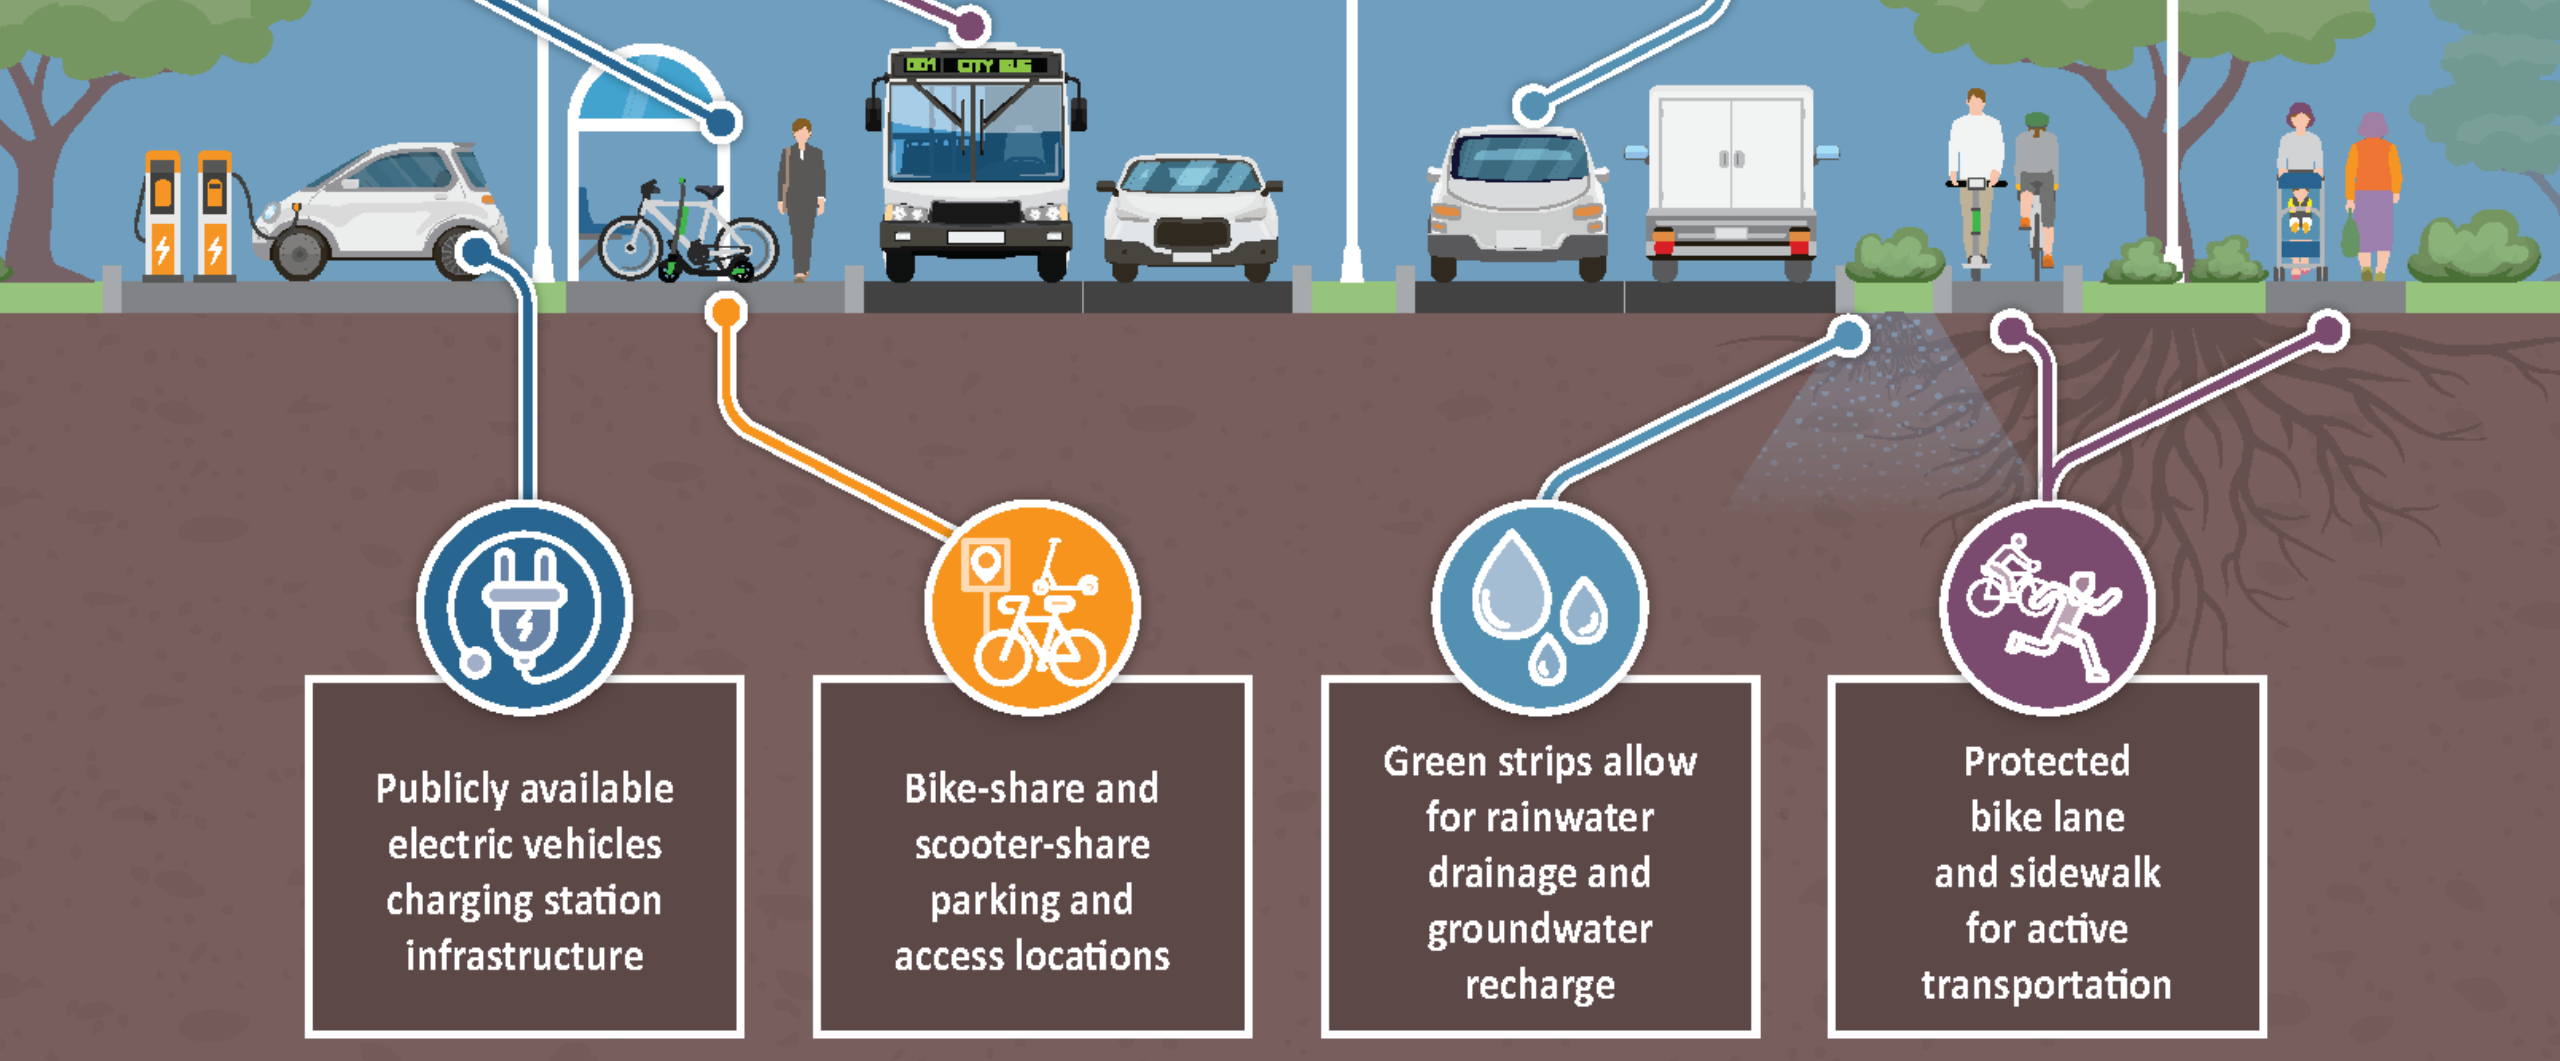 004 CITY BUS
Publicly available
electric vehicles
charging station
infrastructure
Bike-share and
scooter-share
parking and
access locations
Green strips allow
for rainwater
drainage and
groundwater
recharge
Protected
bike lane
and sidewalk
for active
transportation